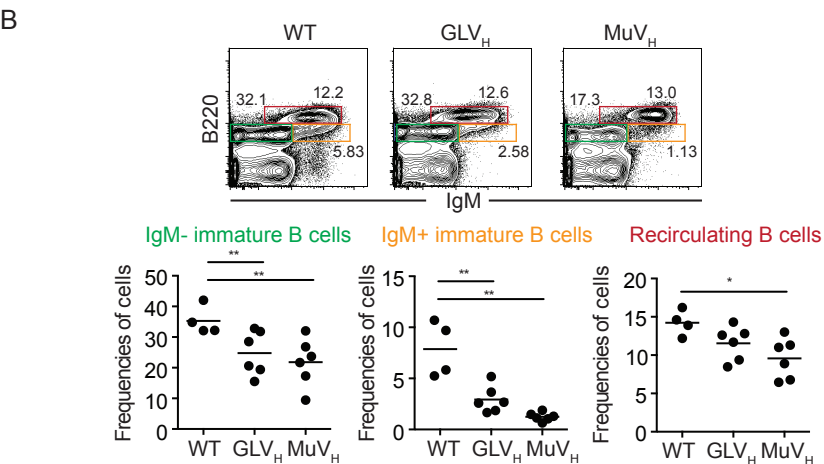 B
WT GLVH MuVH
32.1 12.2 32.8 12.6 17.3 13.0
B220
5.83 2.58 1.13
IgM
IgM- immature B cells IgM+ immature B cells Recirculating B cells
Frequencies of cells
50
40
30
20
10
0
**
**
WT GLVH MuVH
Frequencies of cells
15
10
5
0
**
**
WT GLVH MuVH
Frequencies of cells
20
15
10
5
0
*
WT GLVH MuVH